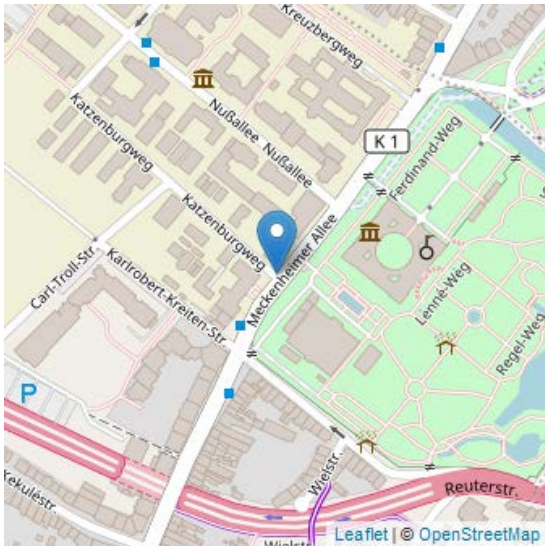 Kreuzbergweg
Nußallee
Nußallee
K 1
Katzenburgweg
Ferdinand-Weg
Katzenburgweg
Meckenheimer Allee
Lenné-Weg
Carl-Troll-Str.
Karlrobert-Kreiten-Str.
Regel-Weg
P
Wielstr.
Kekuléstr.
Reuterstr.
Wielstr.
Leaflet | © OpenStreetMap